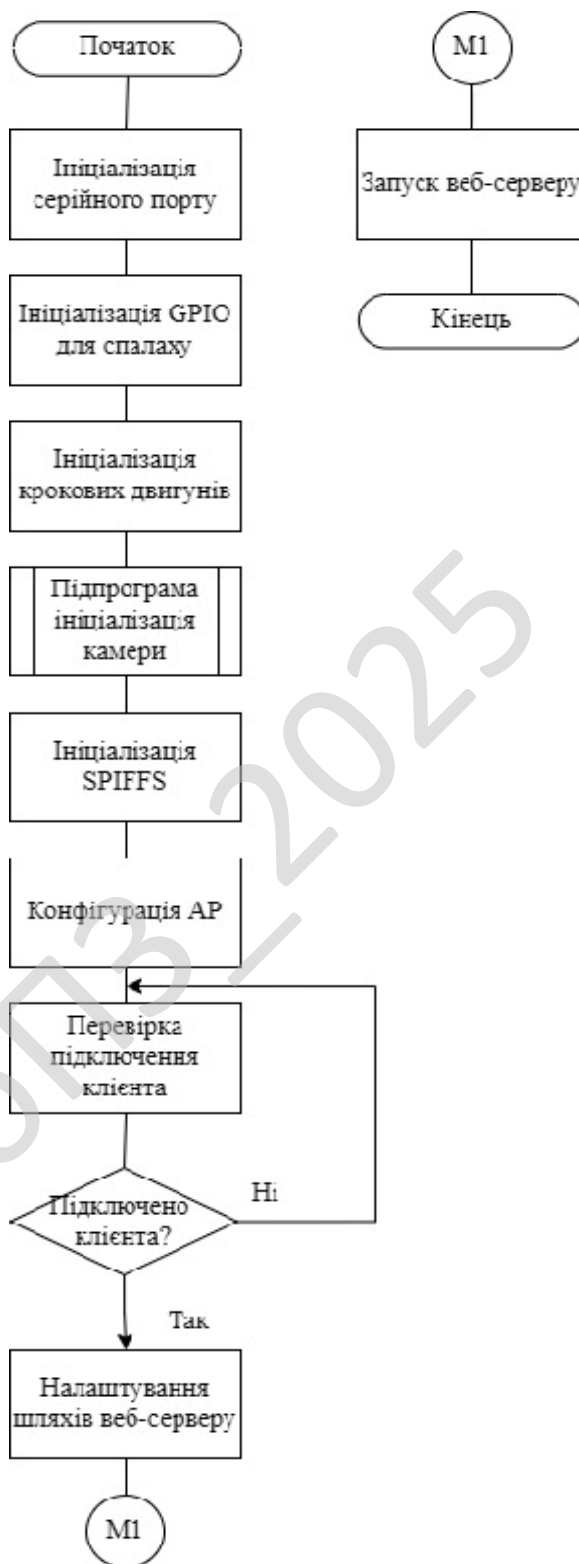 Початок
Ініціалізація
серійного порту
Ініціалізація GPIO
для спалаху
Ініціалізація
крокових двигунів
Підпрограма
ініціалізація
камери
Ініціалізація
SPIFFS
Конфігурація AP
Перевірка
підключення
клієнта
Підключено
клієнта?
Ні
Так
Налаштування
шляхів веб-серверу
M1
M1
Запуск веб-серверу
Кінець
ПЗ_2025